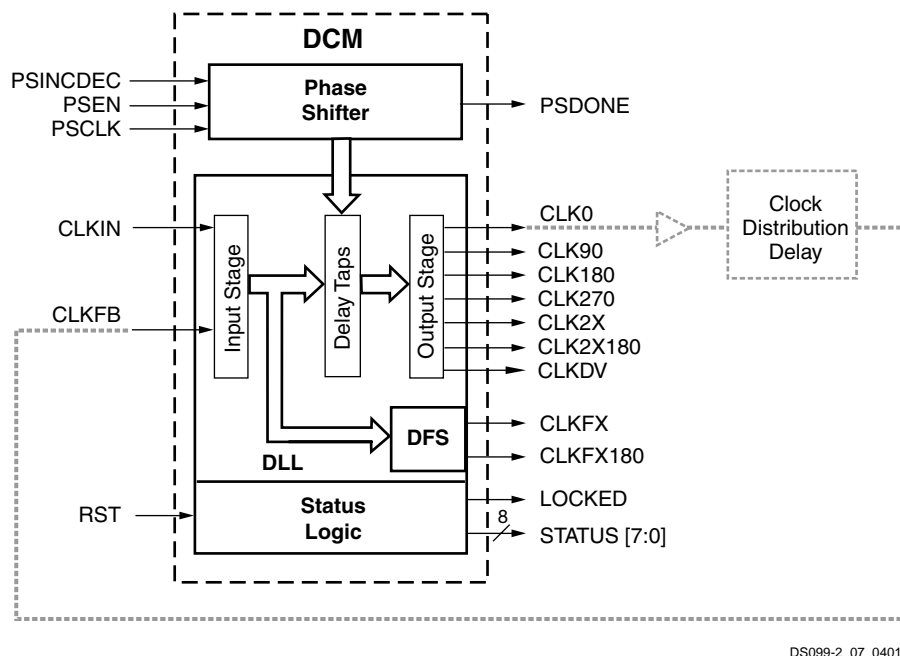 DCM
PSINCDEC
PSEN
PSCLK
Phase
Shifter
PSDONE
CLKIN
CLKFB
Input Stage
Delay Taps
Output Stage
CLK0
CLK90
CLK180
CLK270
CLK2X
CLK2X180
CLKDV
Clock
Distribution
Delay
DFS
CLKFX
CLKFX180
DLL
RST
Status
Logic
LOCKED
8
STATUS [7:0]
DS099-2_07_0401